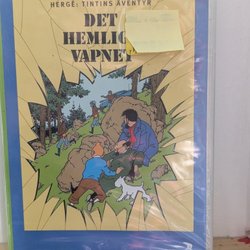 HERGÉ: TINTINS ÄVENTYR
DET
HEMLIGA
VAPNET